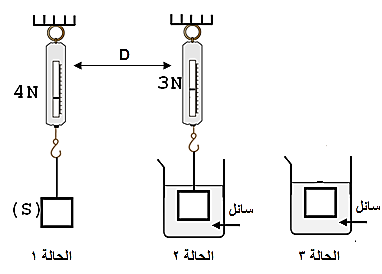 D
4N
3N
(S)
سائل
سائل
الحالة ١
الحالة ٢
الحالة ٣